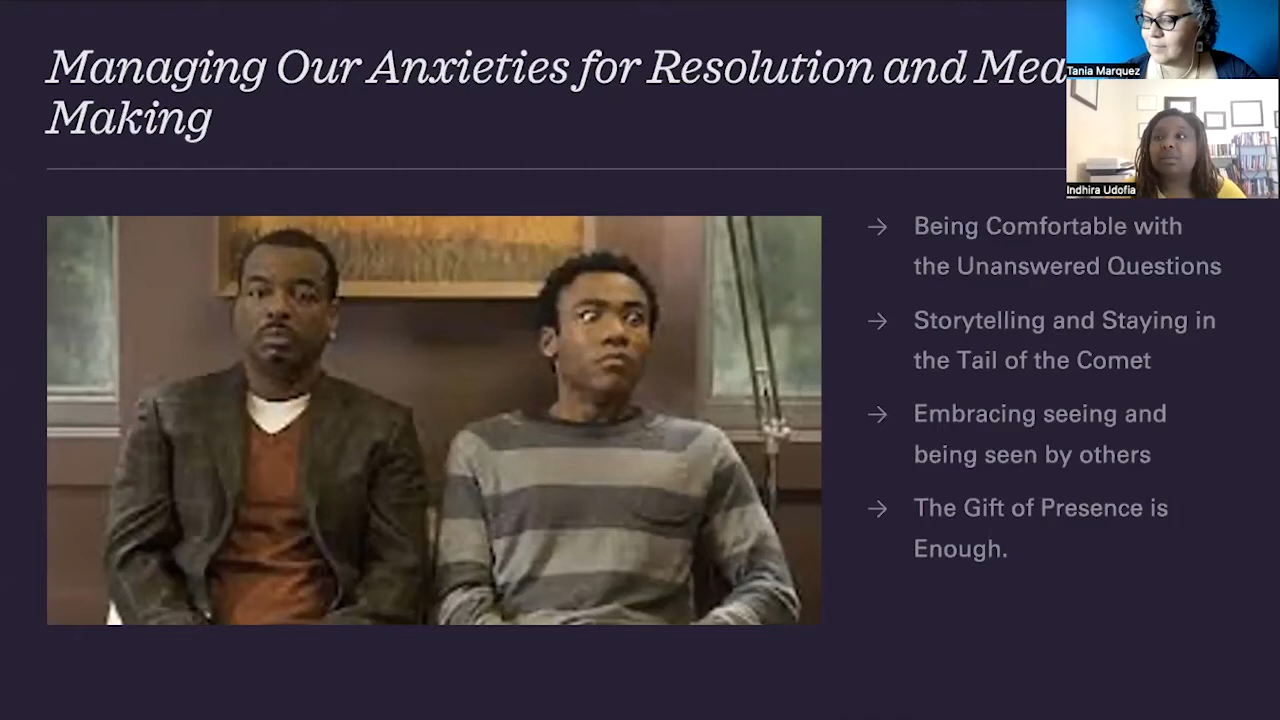 Managing Our Anxieties for Resolution and Mea
Making
Tania Marquez
Indhira Udofia
→ Being Comfortable with
the Unanswered Questions
→ Storytelling and Staying in
the Tail of the Comet
→ Embracing seeing and
being seen by others
→ The Gift of Presence is
Enough.